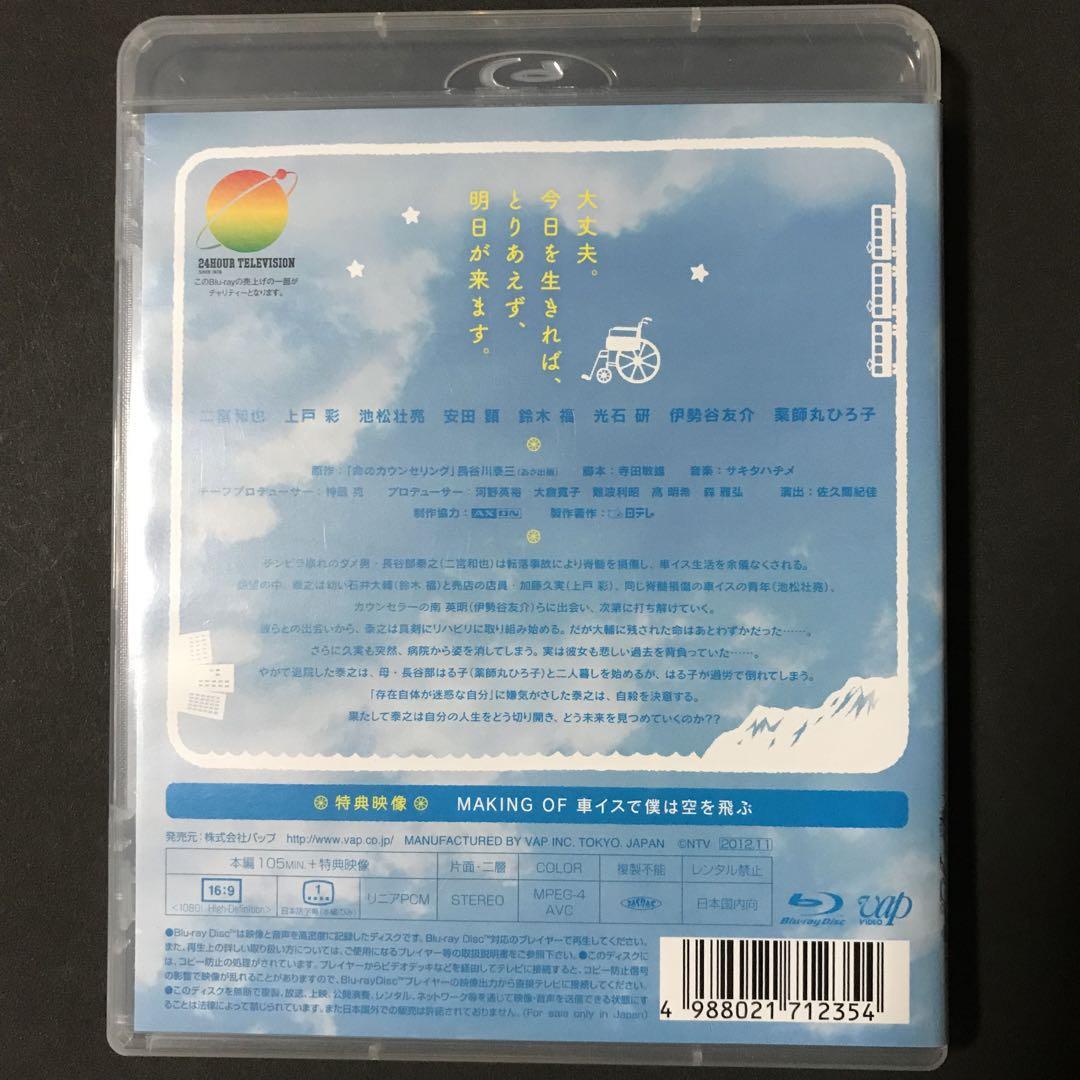 大丈夫。
今日を生きれば、
とりあえず、
明日が来ます。
24HOUR TELEVISION
SINCE 1978
このBlu-rayの売上げの一部が
チャリティーとなります。
二宮和也 上戸 彩 池松壮亮 安田 顕 鈴木 福 光石 研 伊勢谷友介 薬師丸ひろ子
原作：「命のカウンセリング」長谷川泰三（あさ出版） 脚本：寺田敏雄 音楽：サキタハヂメ
チーフプロデューサー：神蔵 克 プロデューサー：河野英裕 大倉寛子 難波利昭 高 明希 森 雅弘 演出：佐久間紀佳
制作協力：AXON 製作著作：日テレ
チンピラ崩れのダメ男・長谷部泰之（二宮和也）は転落事故により脊髄を損傷し、車イス生活を余儀なくされる。
絶望の中、泰之は幼い石井大輔（鈴木 福）と売店の店員・加藤久実（上戸 彩）、同じ脊髄損傷の車イスの青年（池松壮亮）、
カウンセラーの南 英明（伊勢谷友介）らに出会い、次第に打ち解けていく。
彼らとの出会いから、泰之は真剣にリハビリに取り組み始める。だが大輔に残された命はあとわずかだった……。
さらに久実も突然、病院から姿を消してしまう。実は彼女も悲しい過去を背負っていた……。
やがて退院した泰之は、母・長谷部はる子（薬師丸ひろ子）と二人暮しを始めるが、はる子が過労で倒れてしまう。
「存在自体が迷惑な自分」に嫌気がさした泰之は、自殺を決意する。
果たして泰之は自分の人生をどう切り開き、どう未来を見つめていくのか??
特典映像 MAKING OF 車イスで僕は空を飛ぶ
発売元：株式会社バップ http://www.vap.co.jp/ MANUFACTURED BY VAP INC. TOKYO. JAPAN ©NTV 2012.11
本編105MIN.＋特典映像 片面・二層 COLOR 複製不能 レンタル禁止
16:9 1 リニアPCM STEREO MPEG-4 AVC 日本国内向
<1080i High-Definition> 日本語字幕（本編のみ）
Blu-ray Disc vap VIDEO
●Blu-ray Disc™は映像と音声を高密度に記録したディスクです。Blu-ray Disc™対応のプレイヤーで再生してください。
また、再生上の詳しい取り扱い方については、ご使用になるプレイヤー等の取扱説明書をご参照下さい。●このディスクに
は、コピー防止の処理がされています。プレイヤーからビデオデッキなどを経由してテレビに接続すると、コピー防止信号
の影響で映像が乱れることがありますので、Blu-rayDisc™プレイヤーの映像出力から直接テレビに接続してください。
●このディスクを無断で複製、放送、上映、公開演奏、レンタル、ネットワーク等を通じて映像・音声を送信できる状態にす
ることは法律によって禁じられています。また日本国外での販売は許諾されておりません。(For sale only in Japan)
4 988021 712354